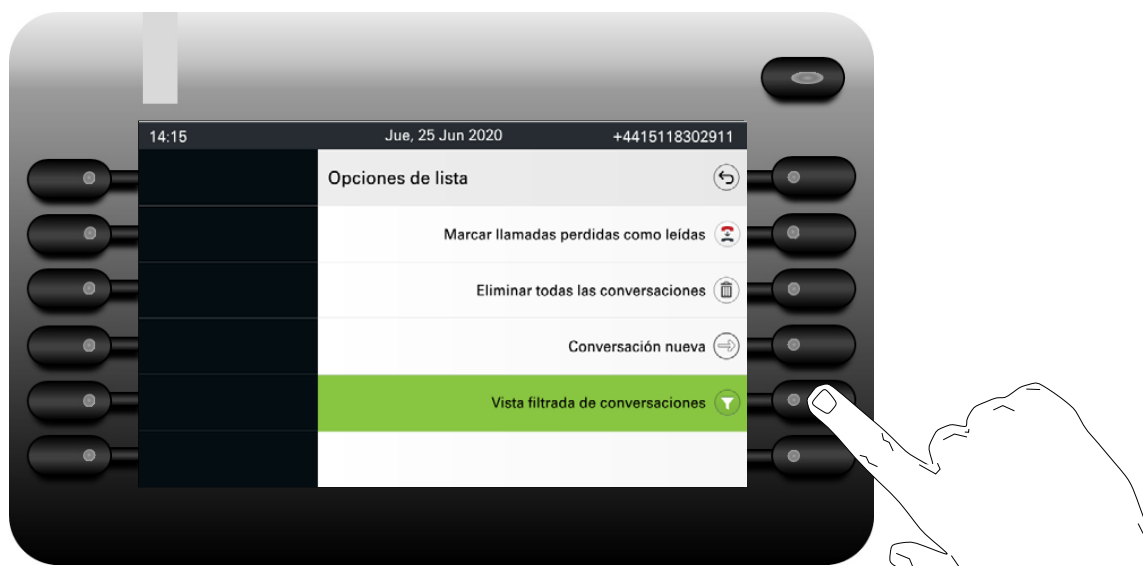 14:15 Jue, 25 Jun 2020 +4415118302911
Opciones de lista
Marcar llamadas perdidas como leídas
Eliminar todas las conversaciones
Conversación nueva
Vista filtrada de conversaciones